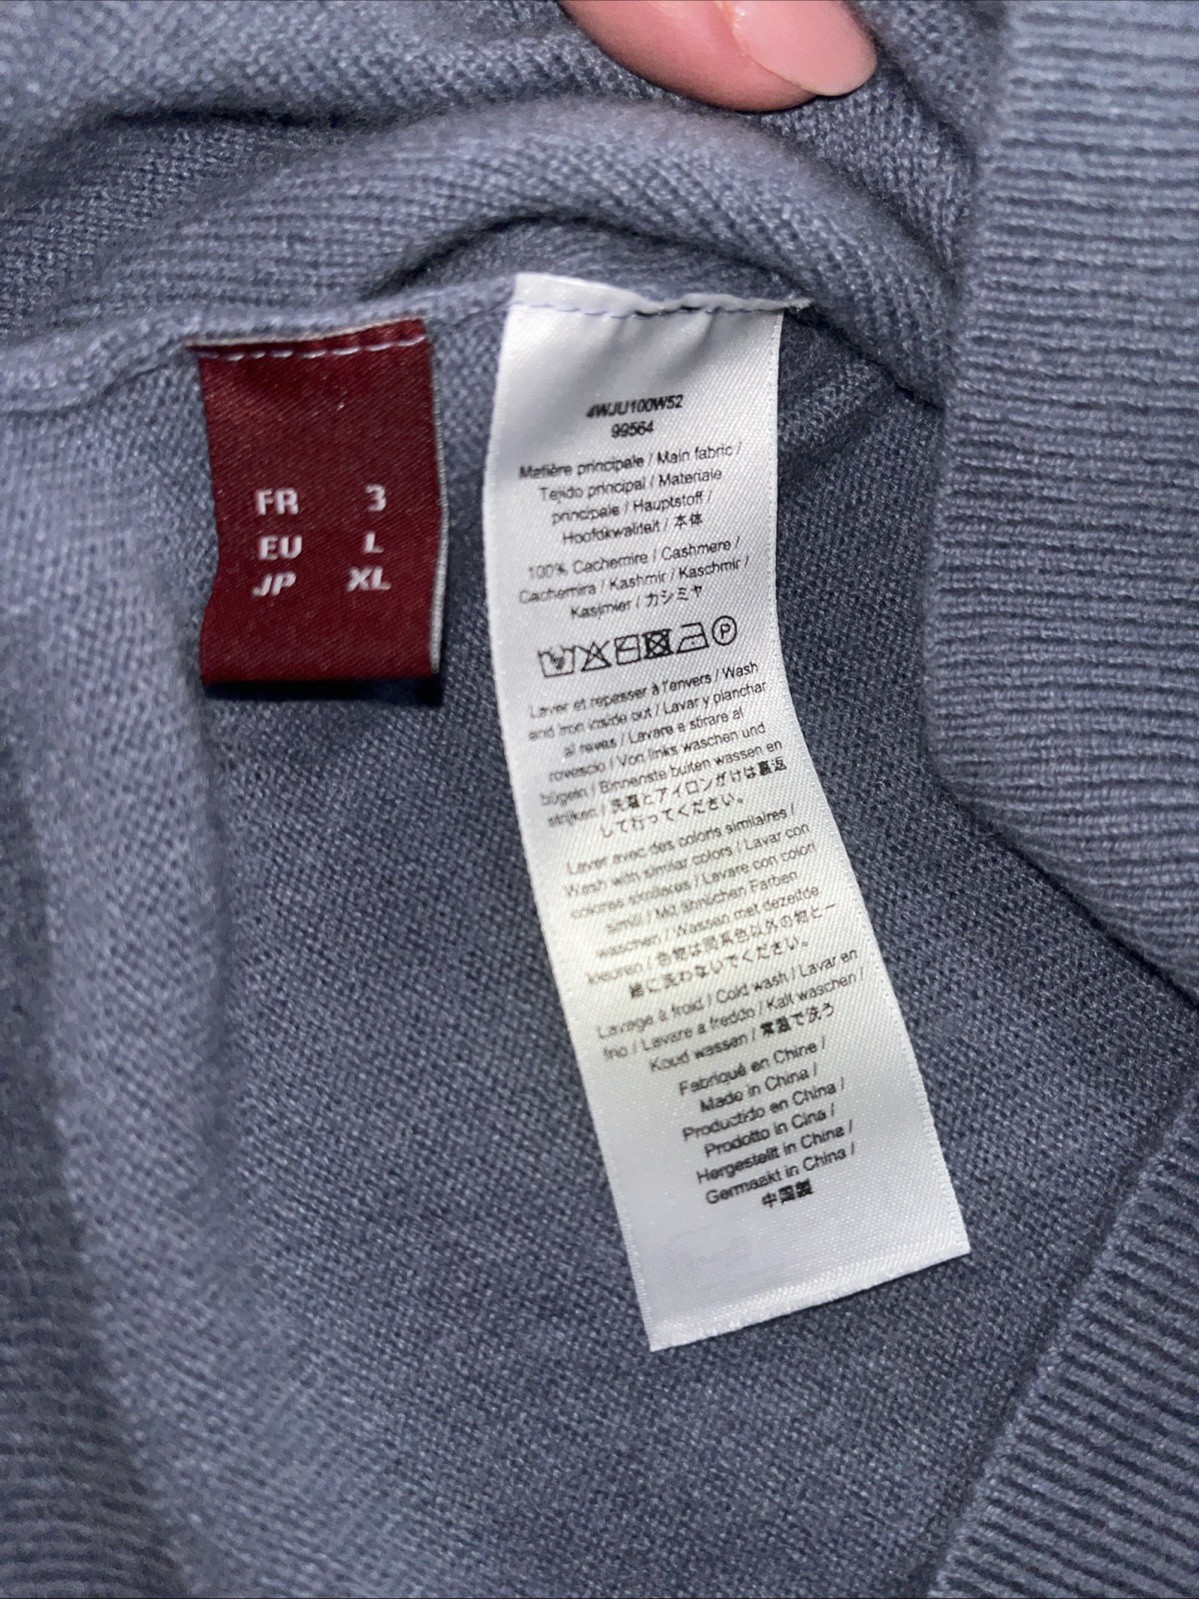 FR 3
EU L
JP XL
4WJU100W52
99564
Matière principale / Main fabric /
Tejido principal / Materiale
principale / Hauptstoff /
Hoofdkwaliteit / 本体
100% Cachemire / Cashmere /
Cachemira / Kashmir / Kaschmir /
Kasjmier / カシミヤ
P
Laver et repasser à l'envers / Wash
and iron inside out / Lavar y planchar
al reves / Lavare e stirare al
rovescio / Von links waschen und
bügeln / Binnenste buiten wassen en
strijken / 洗濯とアイロンがけは裏返
して行ってください。
Laver avec des coloris similaires /
Wash with similar colors / Lavar con
colores similares / Lavare con colori
simili / Mit ähnlichen Farben
waschen / Wassen met dezelfde
kleuren / 色物は同系色以外の物と一
緒に洗わないでください。
Lavage à froid / Cold wash / Lavar en
frio / Lavare a freddo / Kalt waschen /
Koud wassen / 常温で洗う
Fabriqué en Chine /
Made in China /
Productido en China /
Prodotto in Cina /
Hergestellt in China /
Gemaakt in China /
中国製